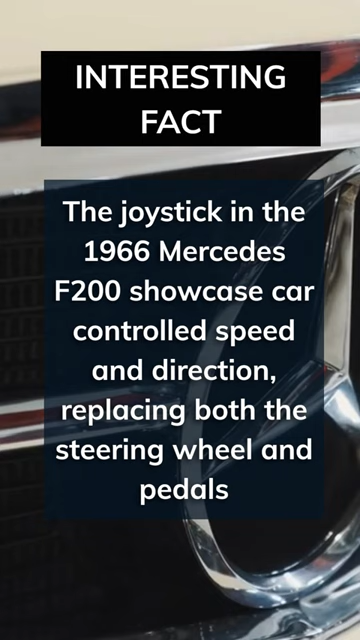 INTERESTING
FACT
The joystick in the
1966 Mercedes
F200 showcase car
controlled speed
and direction,
replacing both the
steering wheel and
pedals